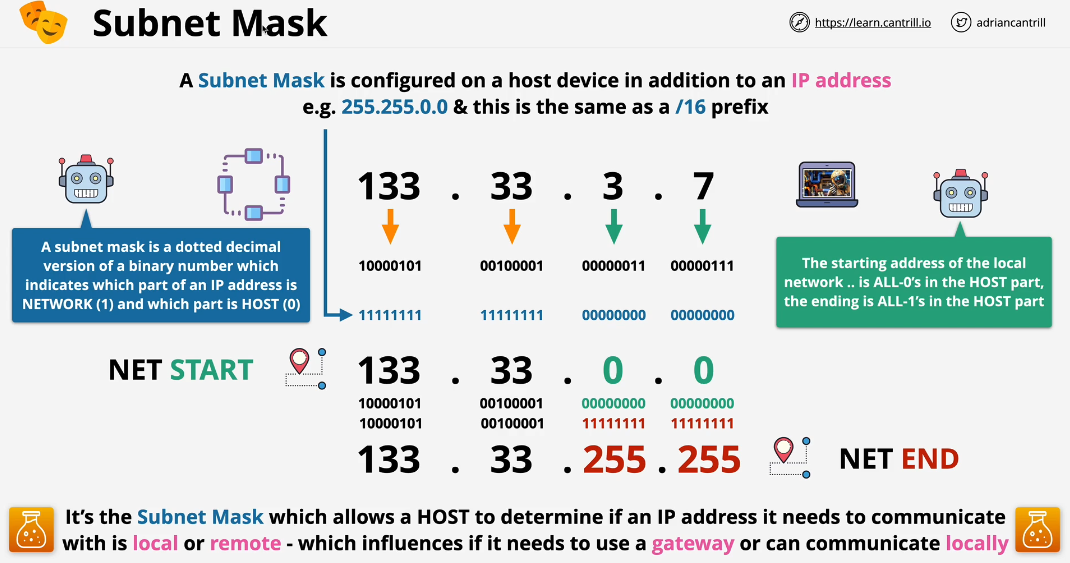 Subnet Mask
https://learn.cantrill.io
adriancantrill
A Subnet Mask is configured on a host device in addition to an IP address
e.g. 255.255.0.0 & this is the same as a /16 prefix
133 . 33 . 3 . 7
A subnet mask is a dotted decimal
version of a binary number which
indicates which part of an IP address is
NETWORK (1) and which part is HOST (0)
10000101 00100001 00000011 00000111
11111111 11111111 00000000 00000000
The starting address of the local
network .. is ALL-0’s in the HOST part,
the ending is ALL-1’s in the HOST part
NET START
133 . 33 . 0 . 0
10000101 00100001 00000000 00000000
10000101 00100001 11111111 11111111
133 . 33 . 255 . 255
NET END
It’s the Subnet Mask which allows a HOST to determine if an IP address it needs to communicate
with is local or remote - which influences if it needs to use a gateway or can communicate locally